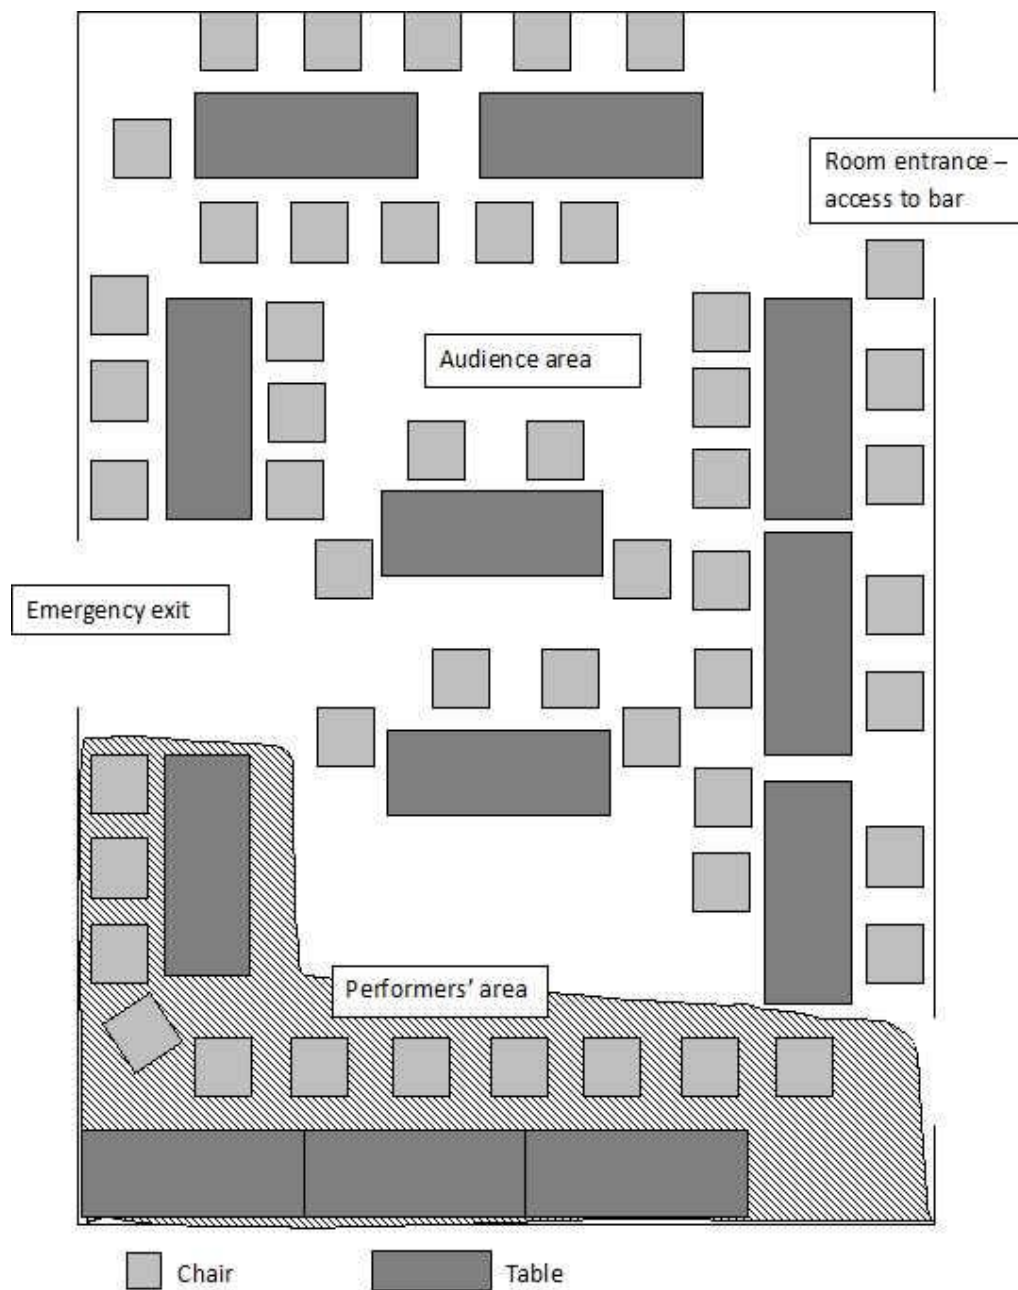 Room entrance –
access to bar
Audience area
Emergency exit
Performers’ area
Chair
Table